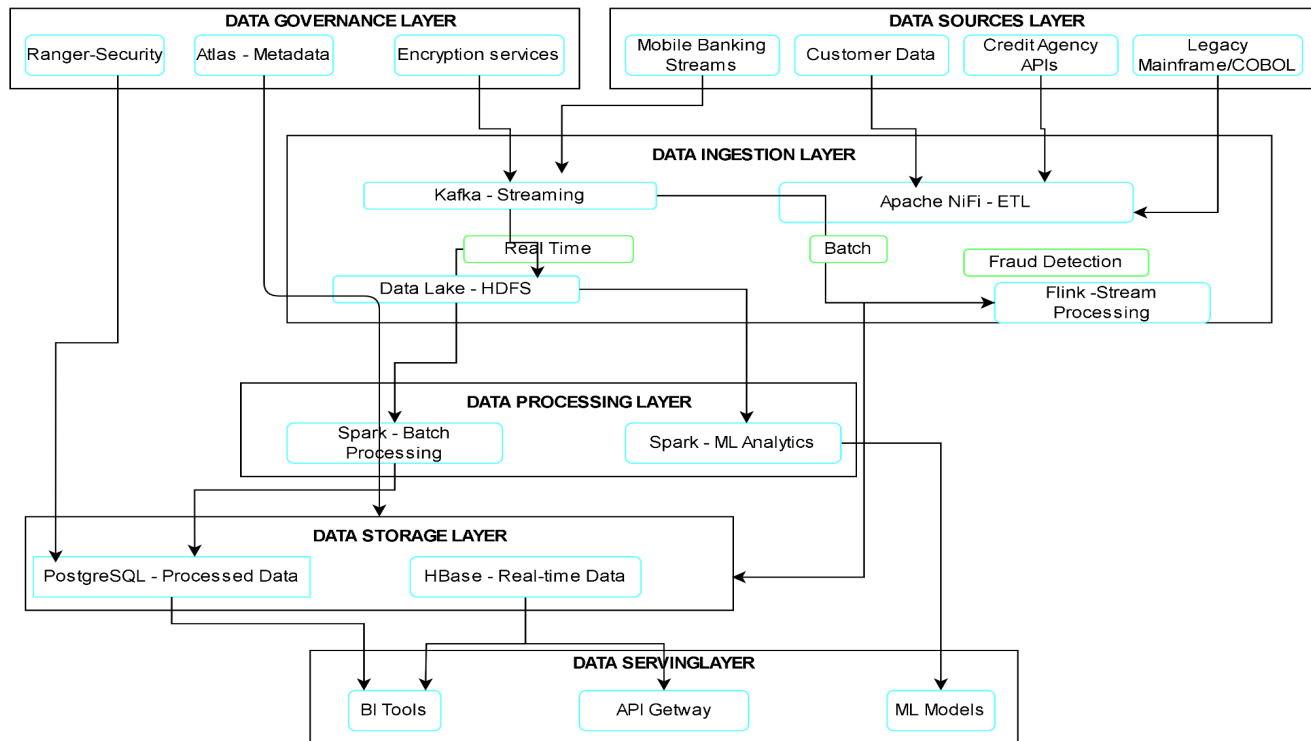 DATA GOVERNANCE LAYER
Ranger-Security
Atlas - Metadata
Encryption services
DATA SOURCES LAYER
Mobile Banking
Streams
Customer Data
Credit Agency
APIs
Legacy
Mainframe/COBOL
DATA INGESTION LAYER
Kafka - Streaming
Apache NiFi - ETL
Real Time
Batch
Fraud Detection
Data Lake - HDFS
Flink -Stream
Processing
DATA PROCESSING LAYER
Spark - Batch
Processing
Spark - ML Analytics
DATA STORAGE LAYER
PostgreSQL - Processed Data
HBase - Real-time Data
DATA SERVINGLAYER
BI Tools
API Getway
ML Models